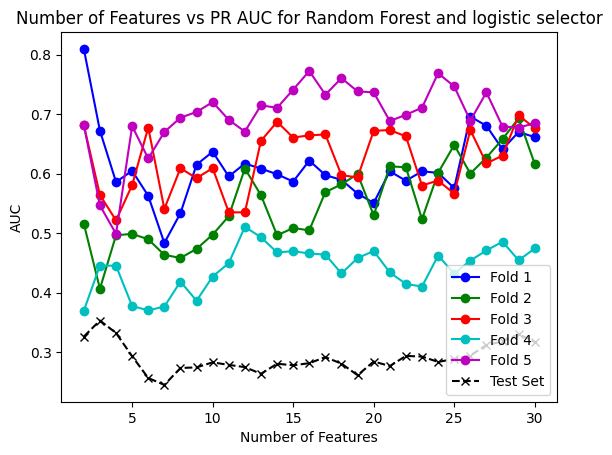 Number of Features vs PR AUC for Random Forest and logistic selector
AUC
0.8
0.7
0.6
0.5
0.4
0.3
5
10
15
20
25
30
Number of Features
Fold 1
Fold 2
Fold 3
Fold 4
Fold 5
Test Set